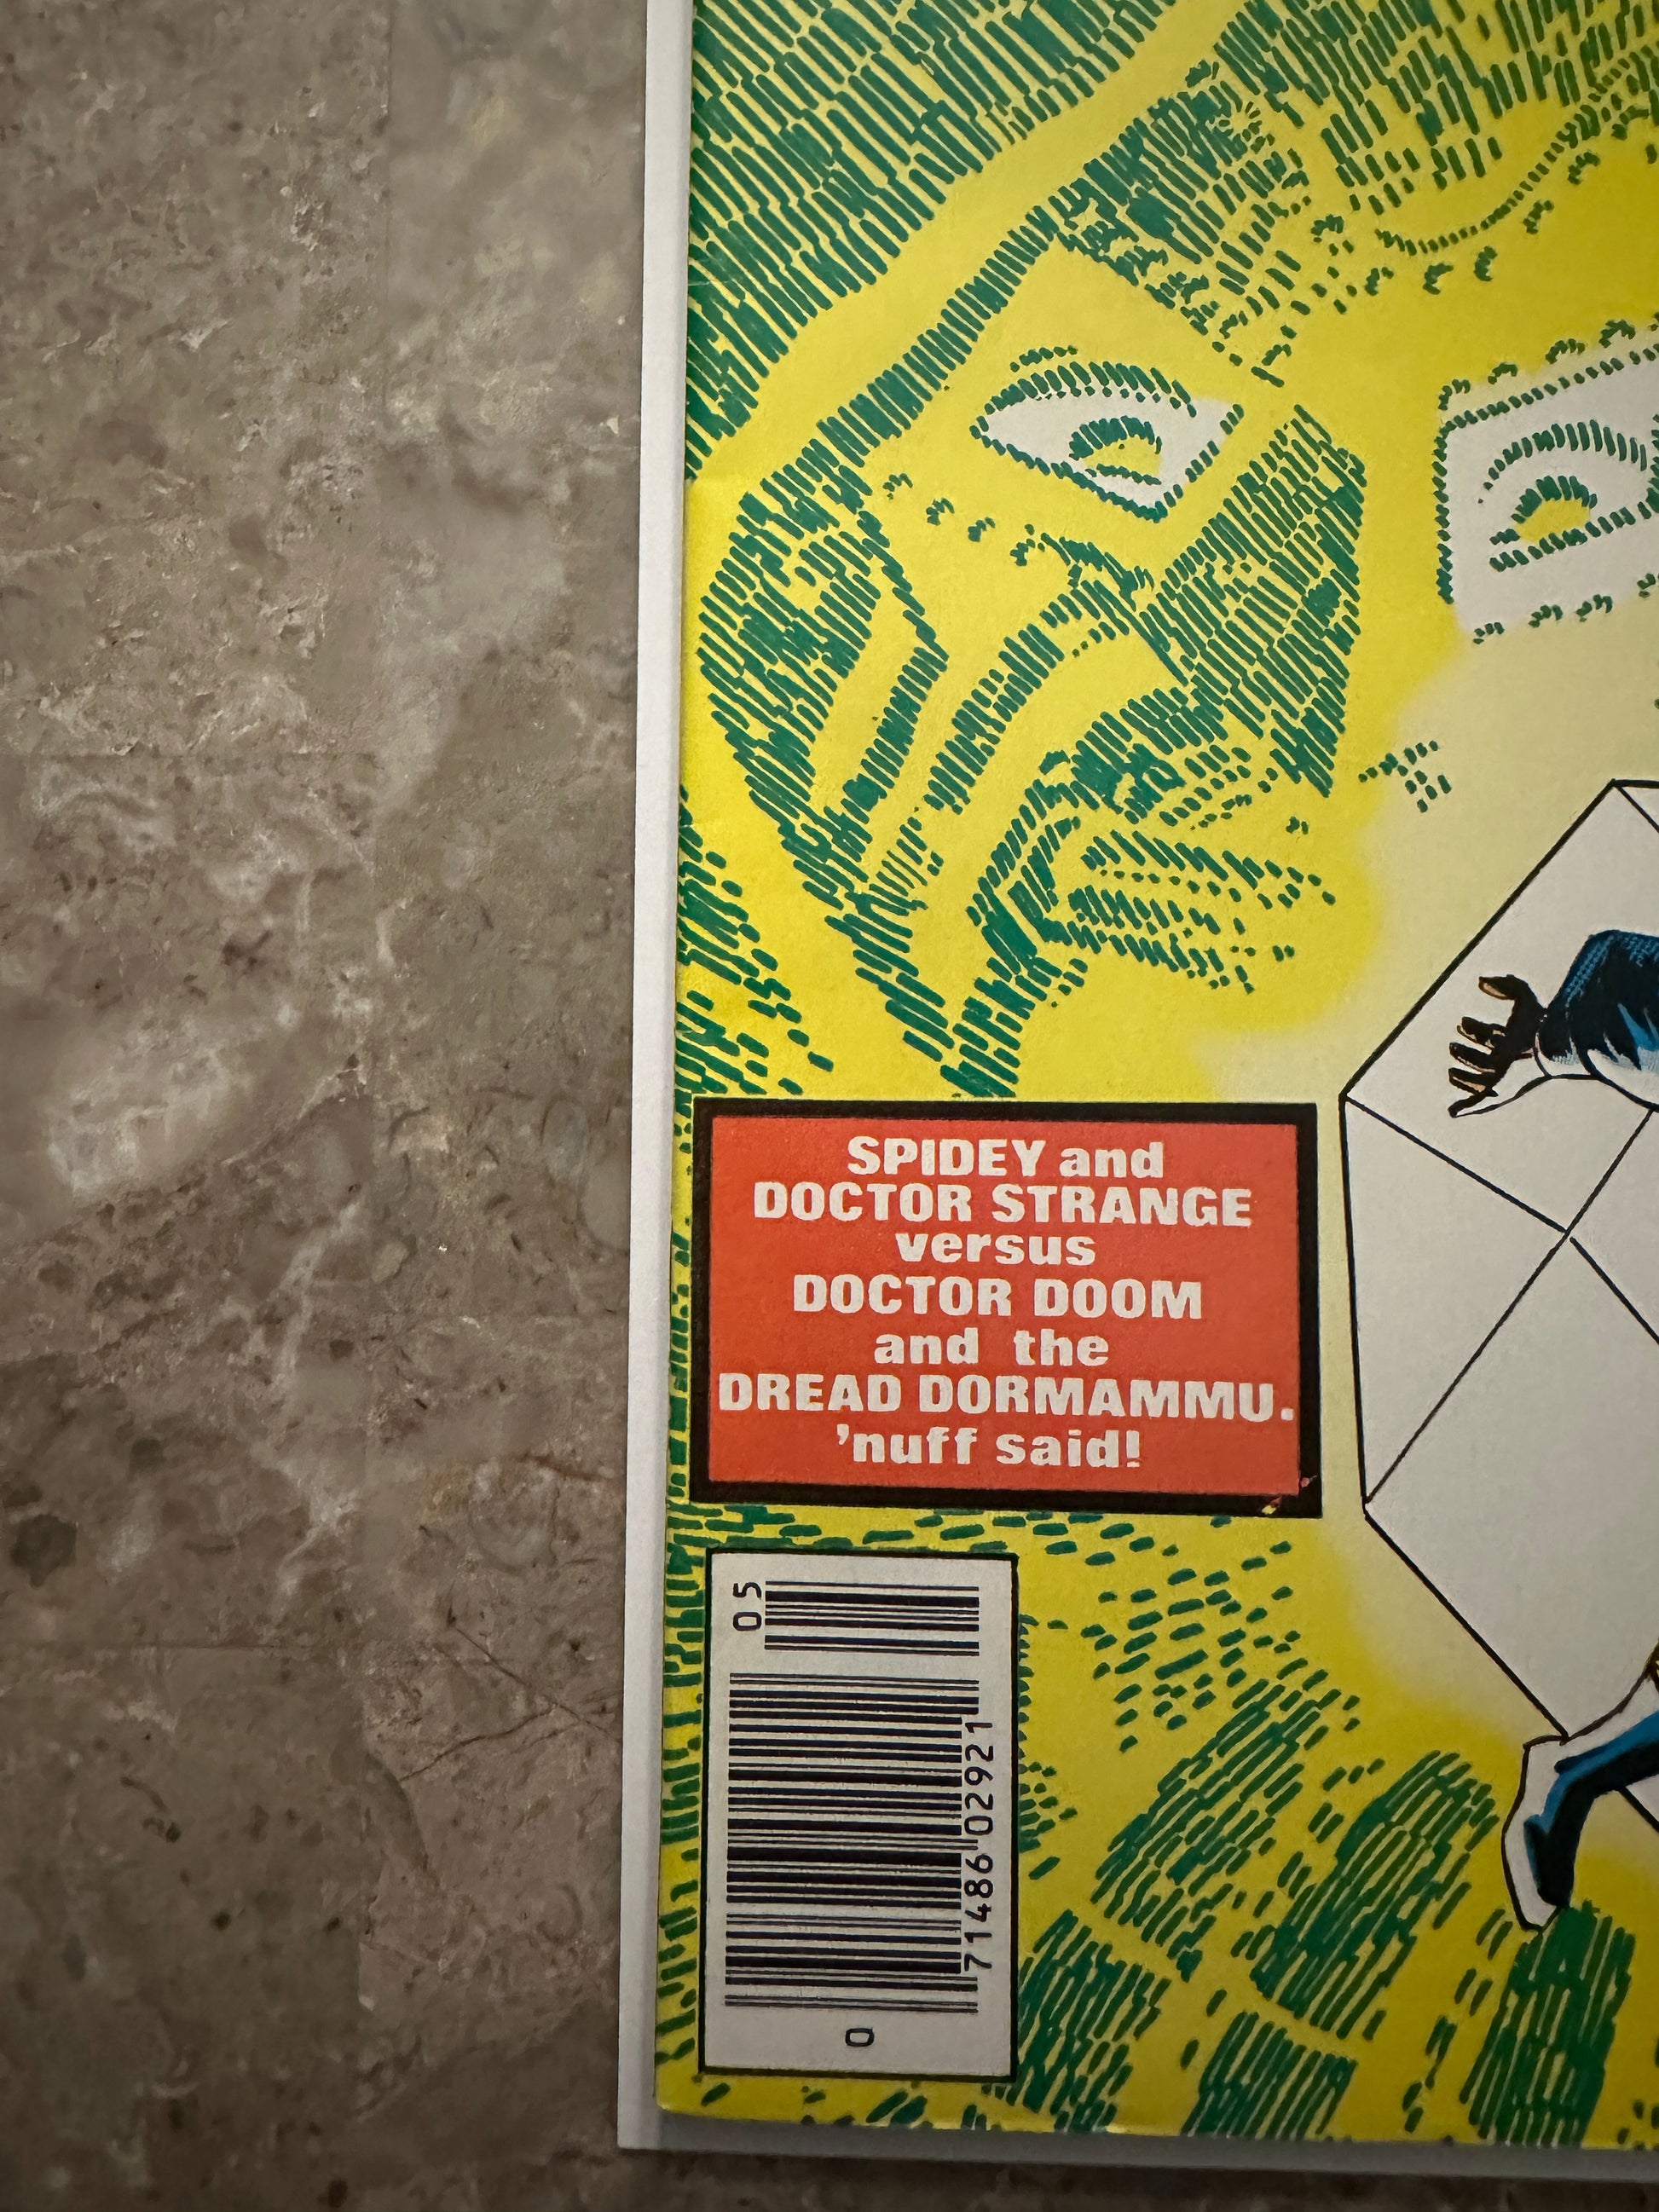 SPIDEY and
DOCTOR STRANGE
versus
DOCTOR DOOM
and the
DREAD DORMAMMU.
'nuff said!
05
0 71486 02921